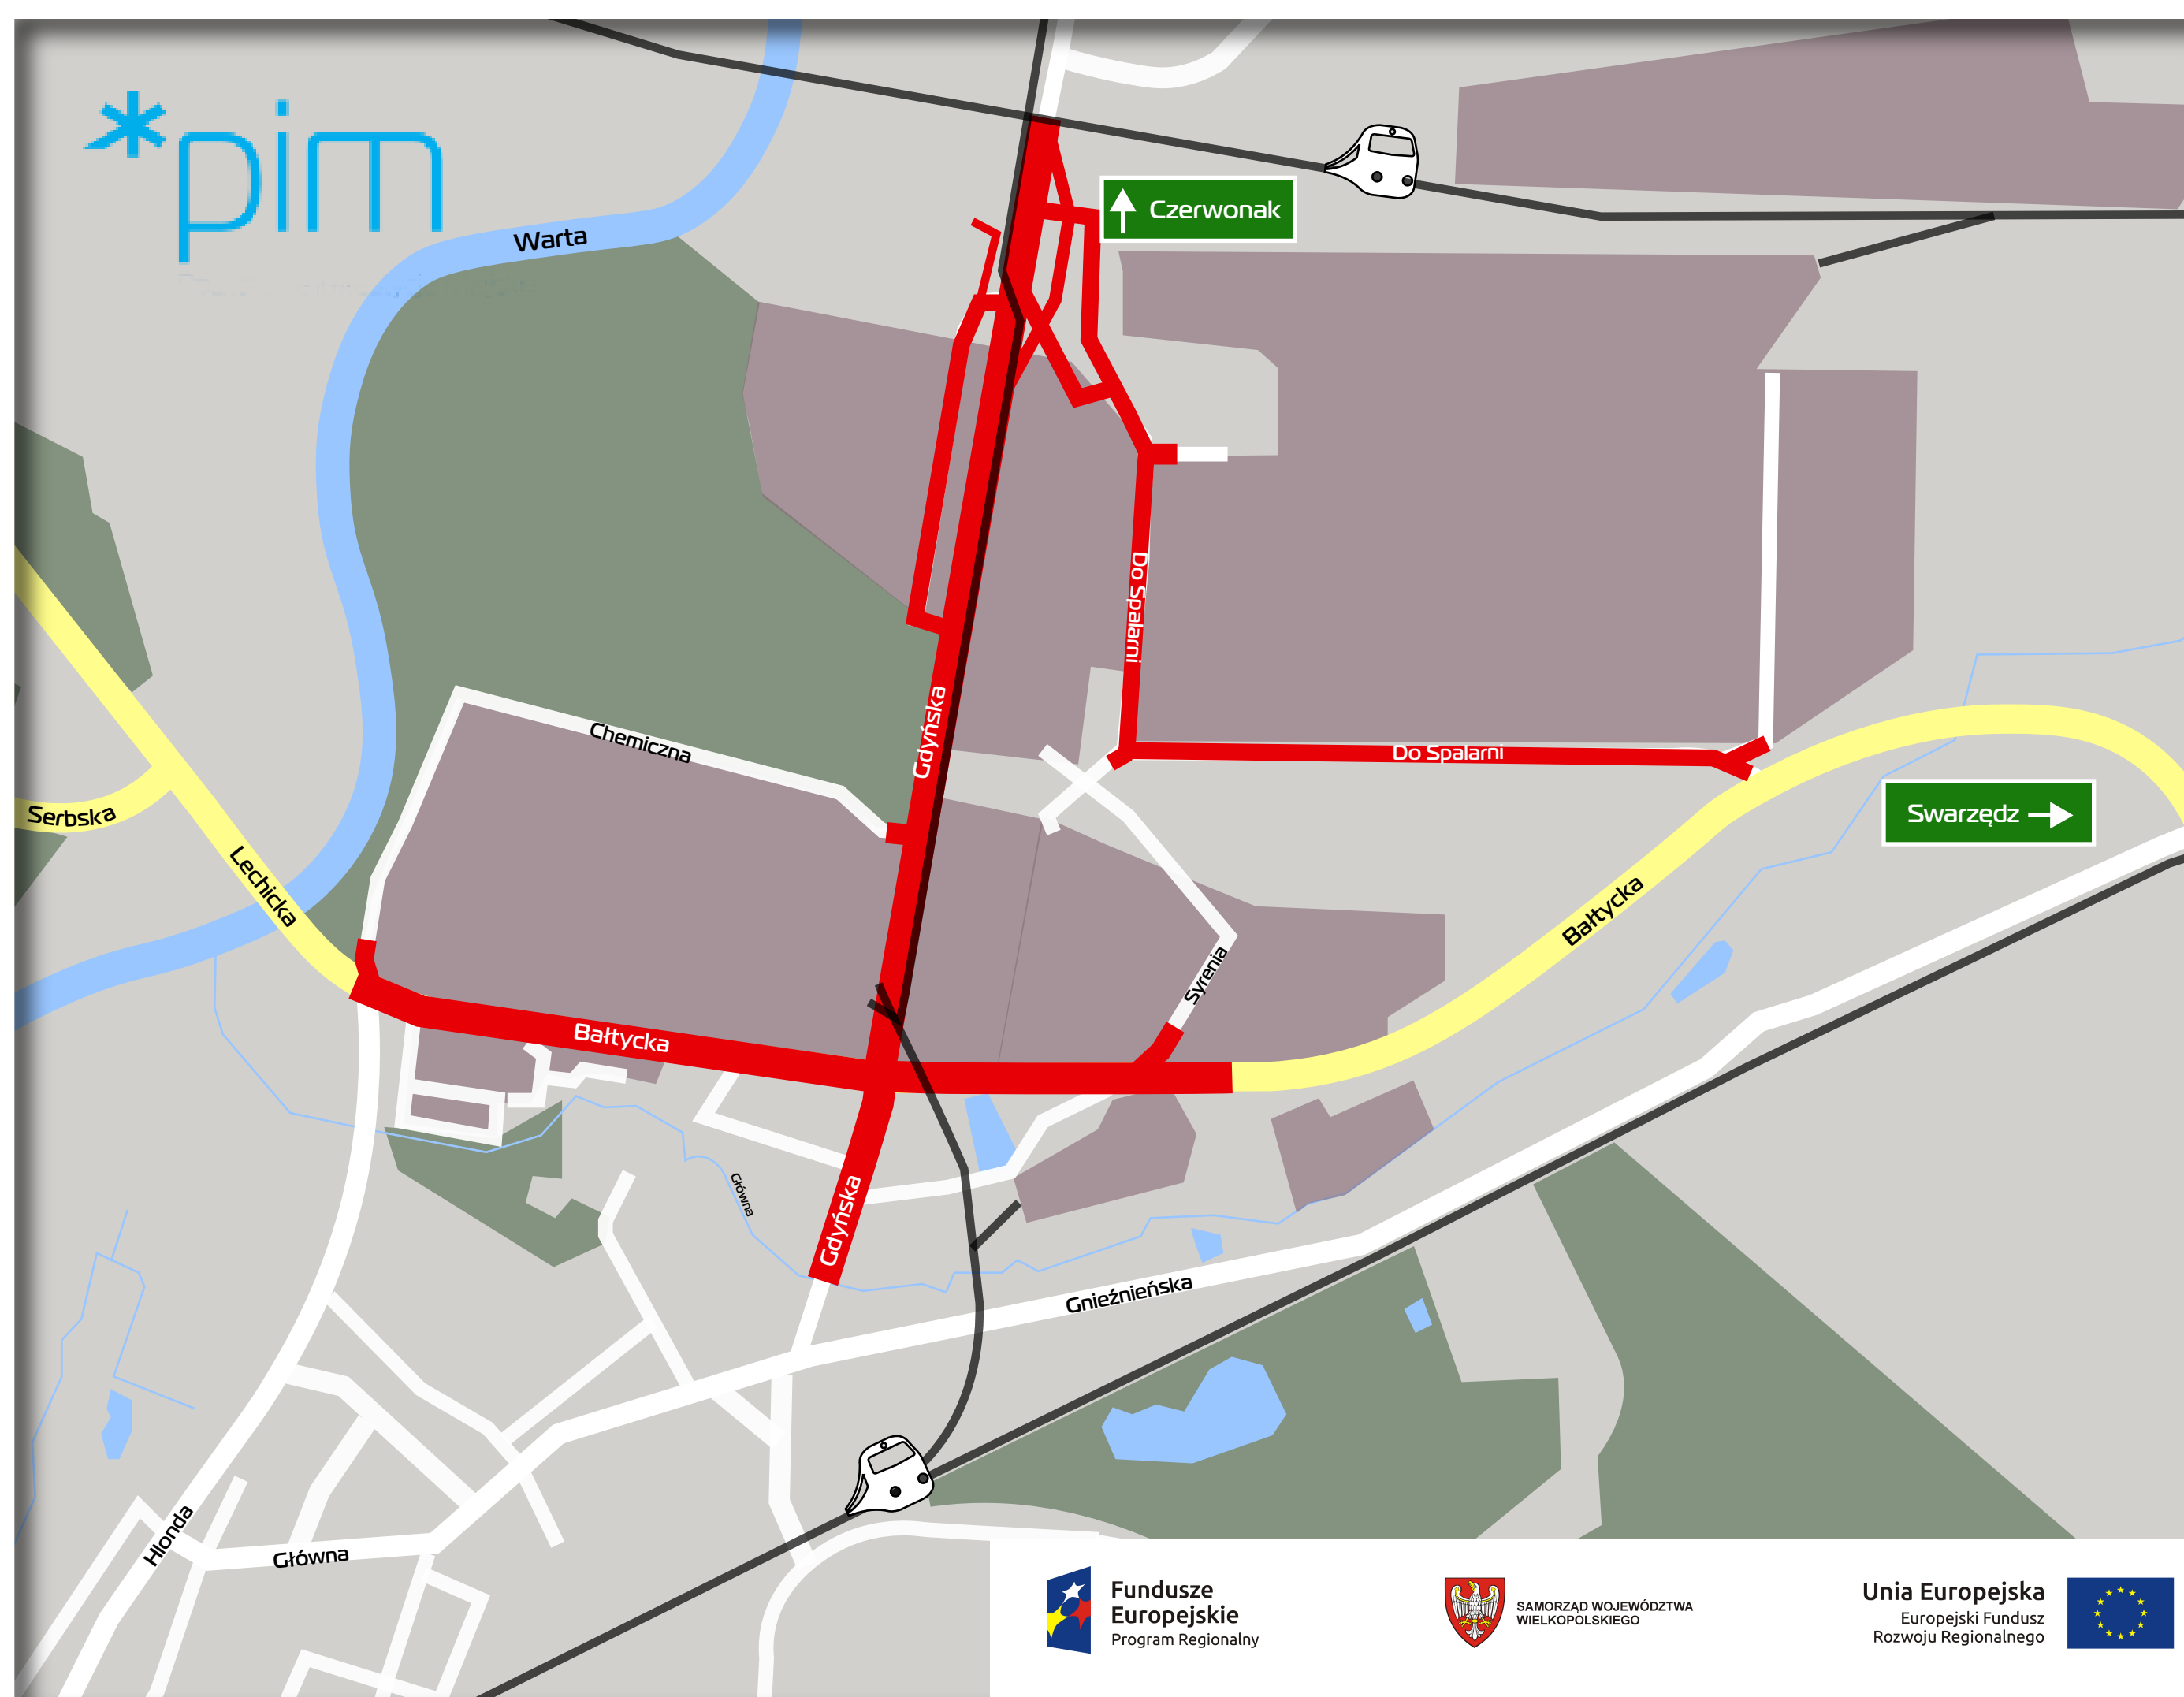 *pim
Warta
Czerwonak
Do Spalarni
Gdyńska
Chemiczna
Do Spalarni
Serbska
Swarzędz
Lechicka
Bałtycka
Syrenia
Bałtycka
Główna
Gdyńska
Gnieźnieńska
Hlonda
Główna
Fundusze
Europejskie
Program Regionalny
SAMORZĄD WOJEWÓDZTWA
WIELKOPOLSKIEGO
Unia Europejska
Europejski Fundusz
Rozwoju Regionalnego